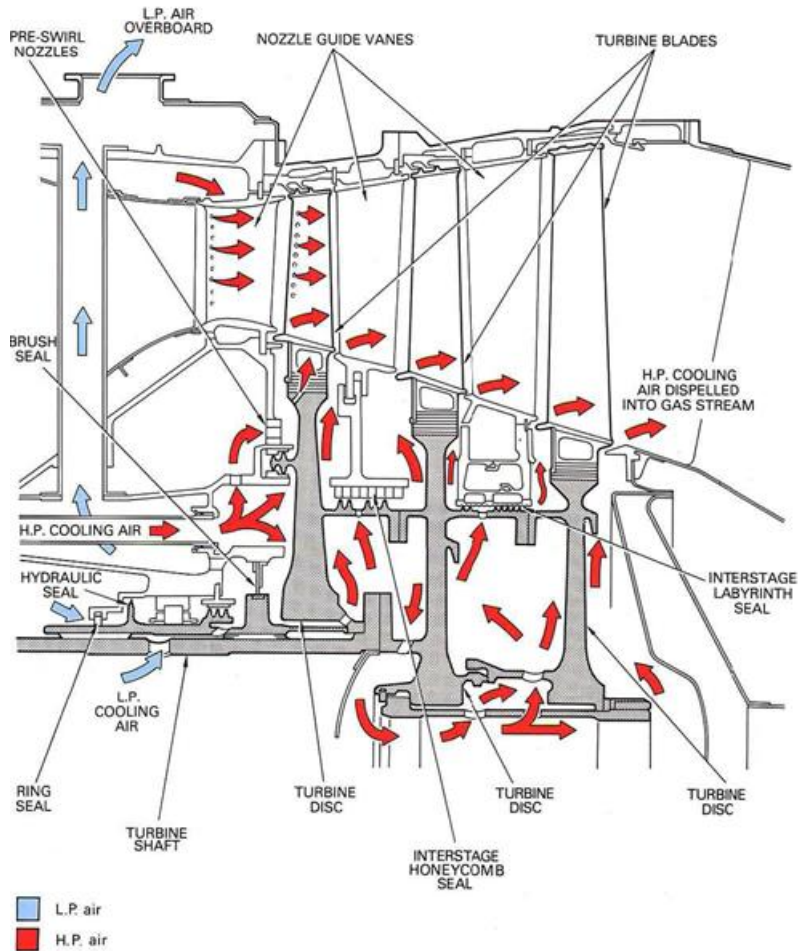 L.P. AIR
OVERBOARD
PRE-SWIRL
NOZZLES
NOZZLE GUIDE VANES
TURBINE BLADES
BRUSH
SEAL
H.P. COOLING
AIR DISPELLED
INTO GAS STREAM
H.P. COOLING AIR
HYDRAULIC
SEAL
INTERSTAGE
LABYRINTH
SEAL
L.P.
COOLING
AIR
RING
SEAL
TURBINE
SHAFT
TURBINE
DISC
INTERSTAGE
HONEYCOMB
SEAL
TURBINE
DISC
TURBINE
DISC
L.P. air
H.P. air